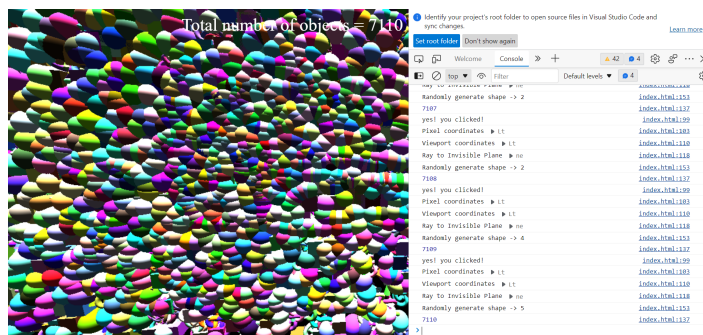 Total number of objects = 7110
Identify your project's root folder to open source files in Visual Studio Code and
sync changes.
Learn more
Set root folder Don't show again
Welcome Console
42 4
top Filter Default levels 4
Ray to Invisible Plane ▶ ne
Randomly generate shape -> 2 index.html:153
7107 index.html:137
yes! you clicked! index.html:99
Pixel coordinates ▶ Lt index.html:103
Viewport coordinates ▶ Lt index.html:110
Ray to Invisible Plane ▶ ne index.html:118
Randomly generate shape -> 2 index.html:153
7108 index.html:137
yes! you clicked! index.html:99
Pixel coordinates ▶ Lt index.html:103
Viewport coordinates ▶ Lt index.html:110
Ray to Invisible Plane ▶ ne index.html:118
Randomly generate shape -> 4 index.html:153
7109 index.html:137
yes! you clicked! index.html:99
Pixel coordinates ▶ Lt index.html:103
Viewport coordinates ▶ Lt index.html:110
Ray to Invisible Plane ▶ ne index.html:118
Randomly generate shape -> 5 index.html:153
7110 index.html:137